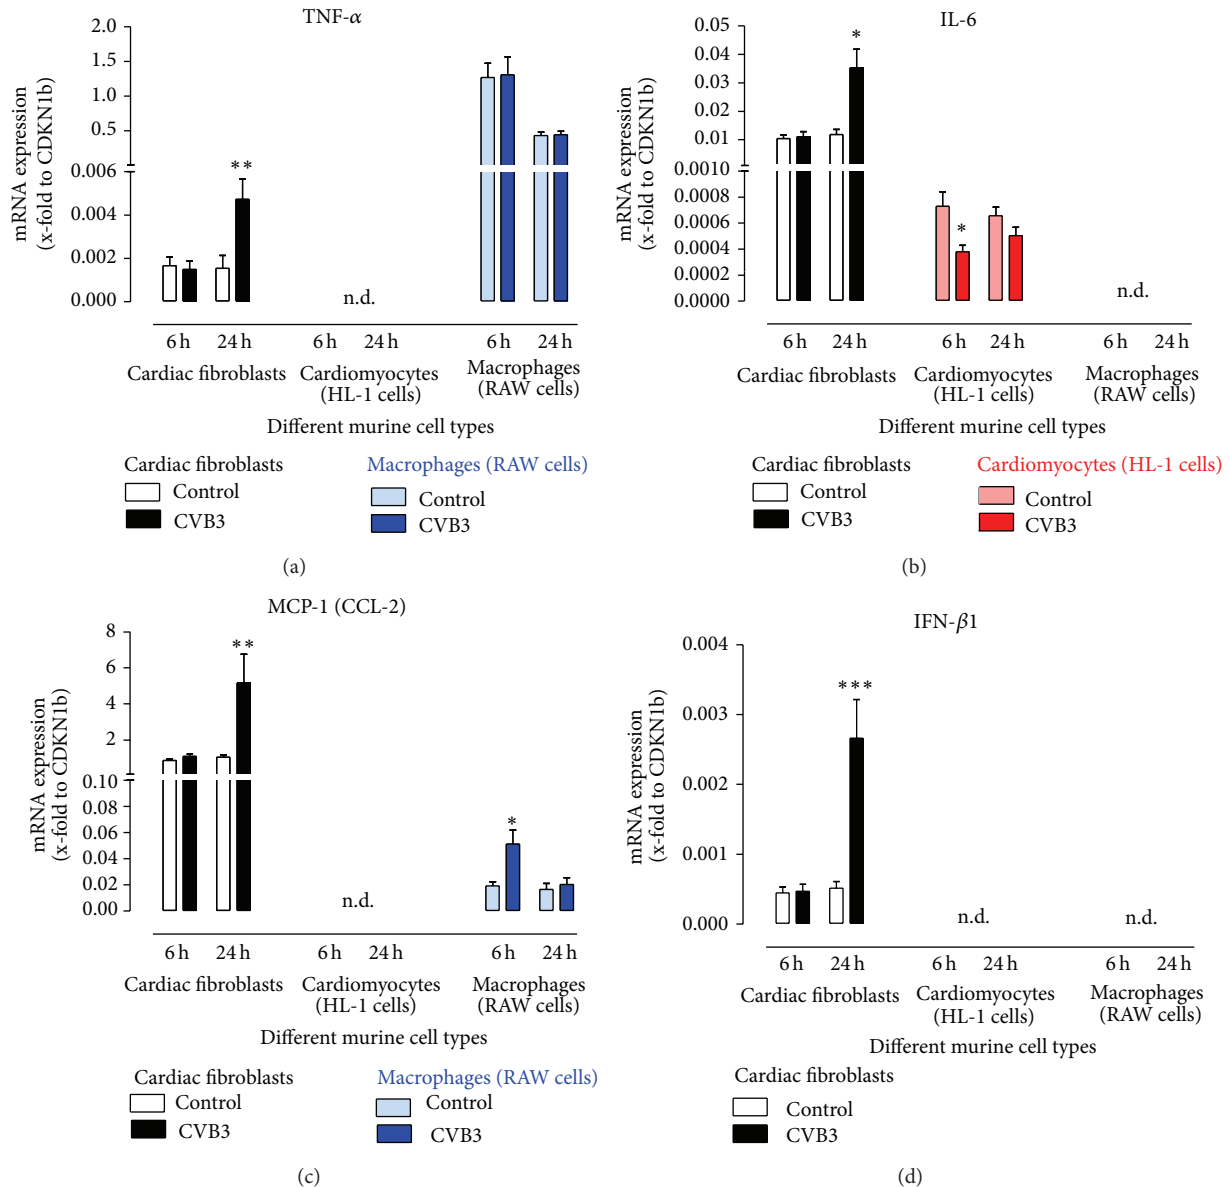 TNF-α
mRNA expression
(x-fold to CDKN1b)
2.0
1.5
1.0
0.5
0.006
0.004
0.002
0.000
**
n.d.
6 h 24 h 6 h 24 h 6 h 24 h
Cardiac fibroblasts
Cardiomyocytes
(HL-1 cells)
Macrophages
(RAW cells)
Different murine cell types
Cardiac fibroblasts
Control
CVB3
Macrophages (RAW cells)
Control
CVB3
(a)
IL-6
mRNA expression
(x-fold to CDKN1b)
0.05
0.04
0.03
0.02
0.01
0.0010
0.0008
0.0006
0.0004
0.0002
0.0000
*
*
n.d.
6 h 24 h 6 h 24 h 6 h 24 h
Cardiac fibroblasts
Cardiomyocytes
(HL-1 cells)
Macrophages
(RAW cells)
Different murine cell types
Cardiac fibroblasts
Control
CVB3
Cardiomyocytes (HL-1 cells)
Control
CVB3
(b)
MCP-1 (CCL-2)
mRNA expression
(x-fold to CDKN1b)
8
6
4
2
0.10
0.08
0.06
0.04
0.02
0.00
**
n.d.
*
6 h 24 h 6 h 24 h 6 h 24 h
Cardiac fibroblasts
Cardiomyocytes
(HL-1 cells)
Macrophages
(RAW cells)
Different murine cell types
Cardiac fibroblasts
Control
CVB3
Macrophages (RAW cells)
Control
CVB3
(c)
IFN-β1
mRNA expression
(x-fold to CDKN1b)
0.004
0.003
0.002
0.001
0.000
***
n.d.
n.d.
6 h 24 h 6 h 24 h 6 h 24 h
Cardiac fibroblasts
Cardiomyocytes
(HL-1 cells)
Macrophages
(RAW cells)
Different murine cell types
Cardiac fibroblasts
Control
CVB3
(d)